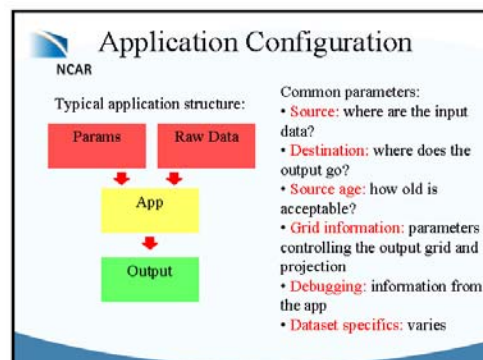 Application Configuration
NCAR
Typical application structure:
Params
Raw Data
App
Output
Common parameters:
• Source: where are the input
data?
• Destination: where does the
output go?
• Source age: how old is
acceptable?
• Grid information: parameters
controlling the output grid and
projection
• Debugging: information from
the app
• Dataset specifics: varies